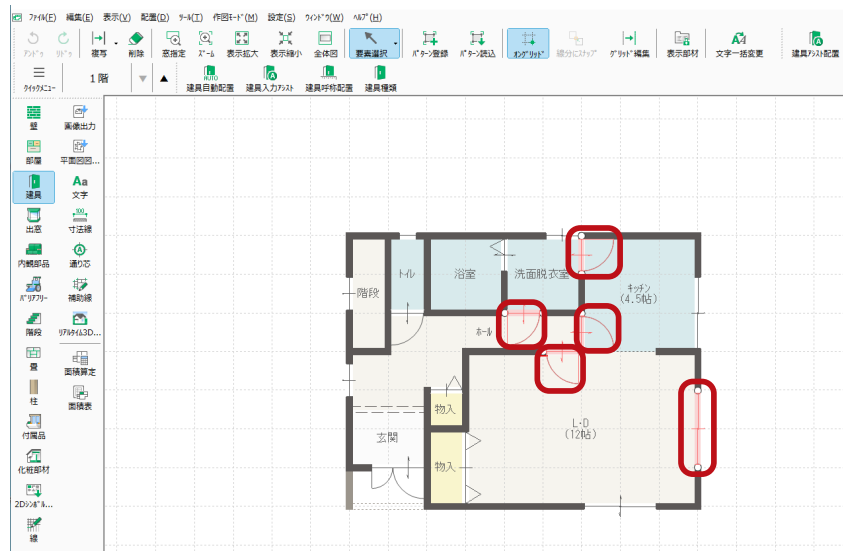 ファイル(F) 編集(E) 表示(V) 配置(D) ツール(T) 作図モード(M) 設定(S) ウィンドウ(W) ヘルプ(H)
アンドゥ リドゥ 複写 削除 窓指定 ズーム 表示拡大 表示縮小 全体図 要素選択 パターン登録 パターン読込 オングリッド 線分にスナップ グリッド編集 表示部材 文字一括変更 建具アシスト配置
クイックメニュー 1階 ▼ ▲ AUTO 建具自動配置 建具入力アシスト 建具呼称配置 建具種類
壁 画像出力
部屋 平面図図...
建具 Aa 文字
出窓 100 寸法線
内観部品 通り芯
バリアフリー 補助線
階段 リアルタイム3D...
畳 面積算定
柱 面積表
付属品
化粧部材
2Dシンボル...
線
階段
トイレ
浴室
洗面脱衣室
キッチン
(4.5帖)
ホール
物入
L・D
(12帖)
玄関
物入